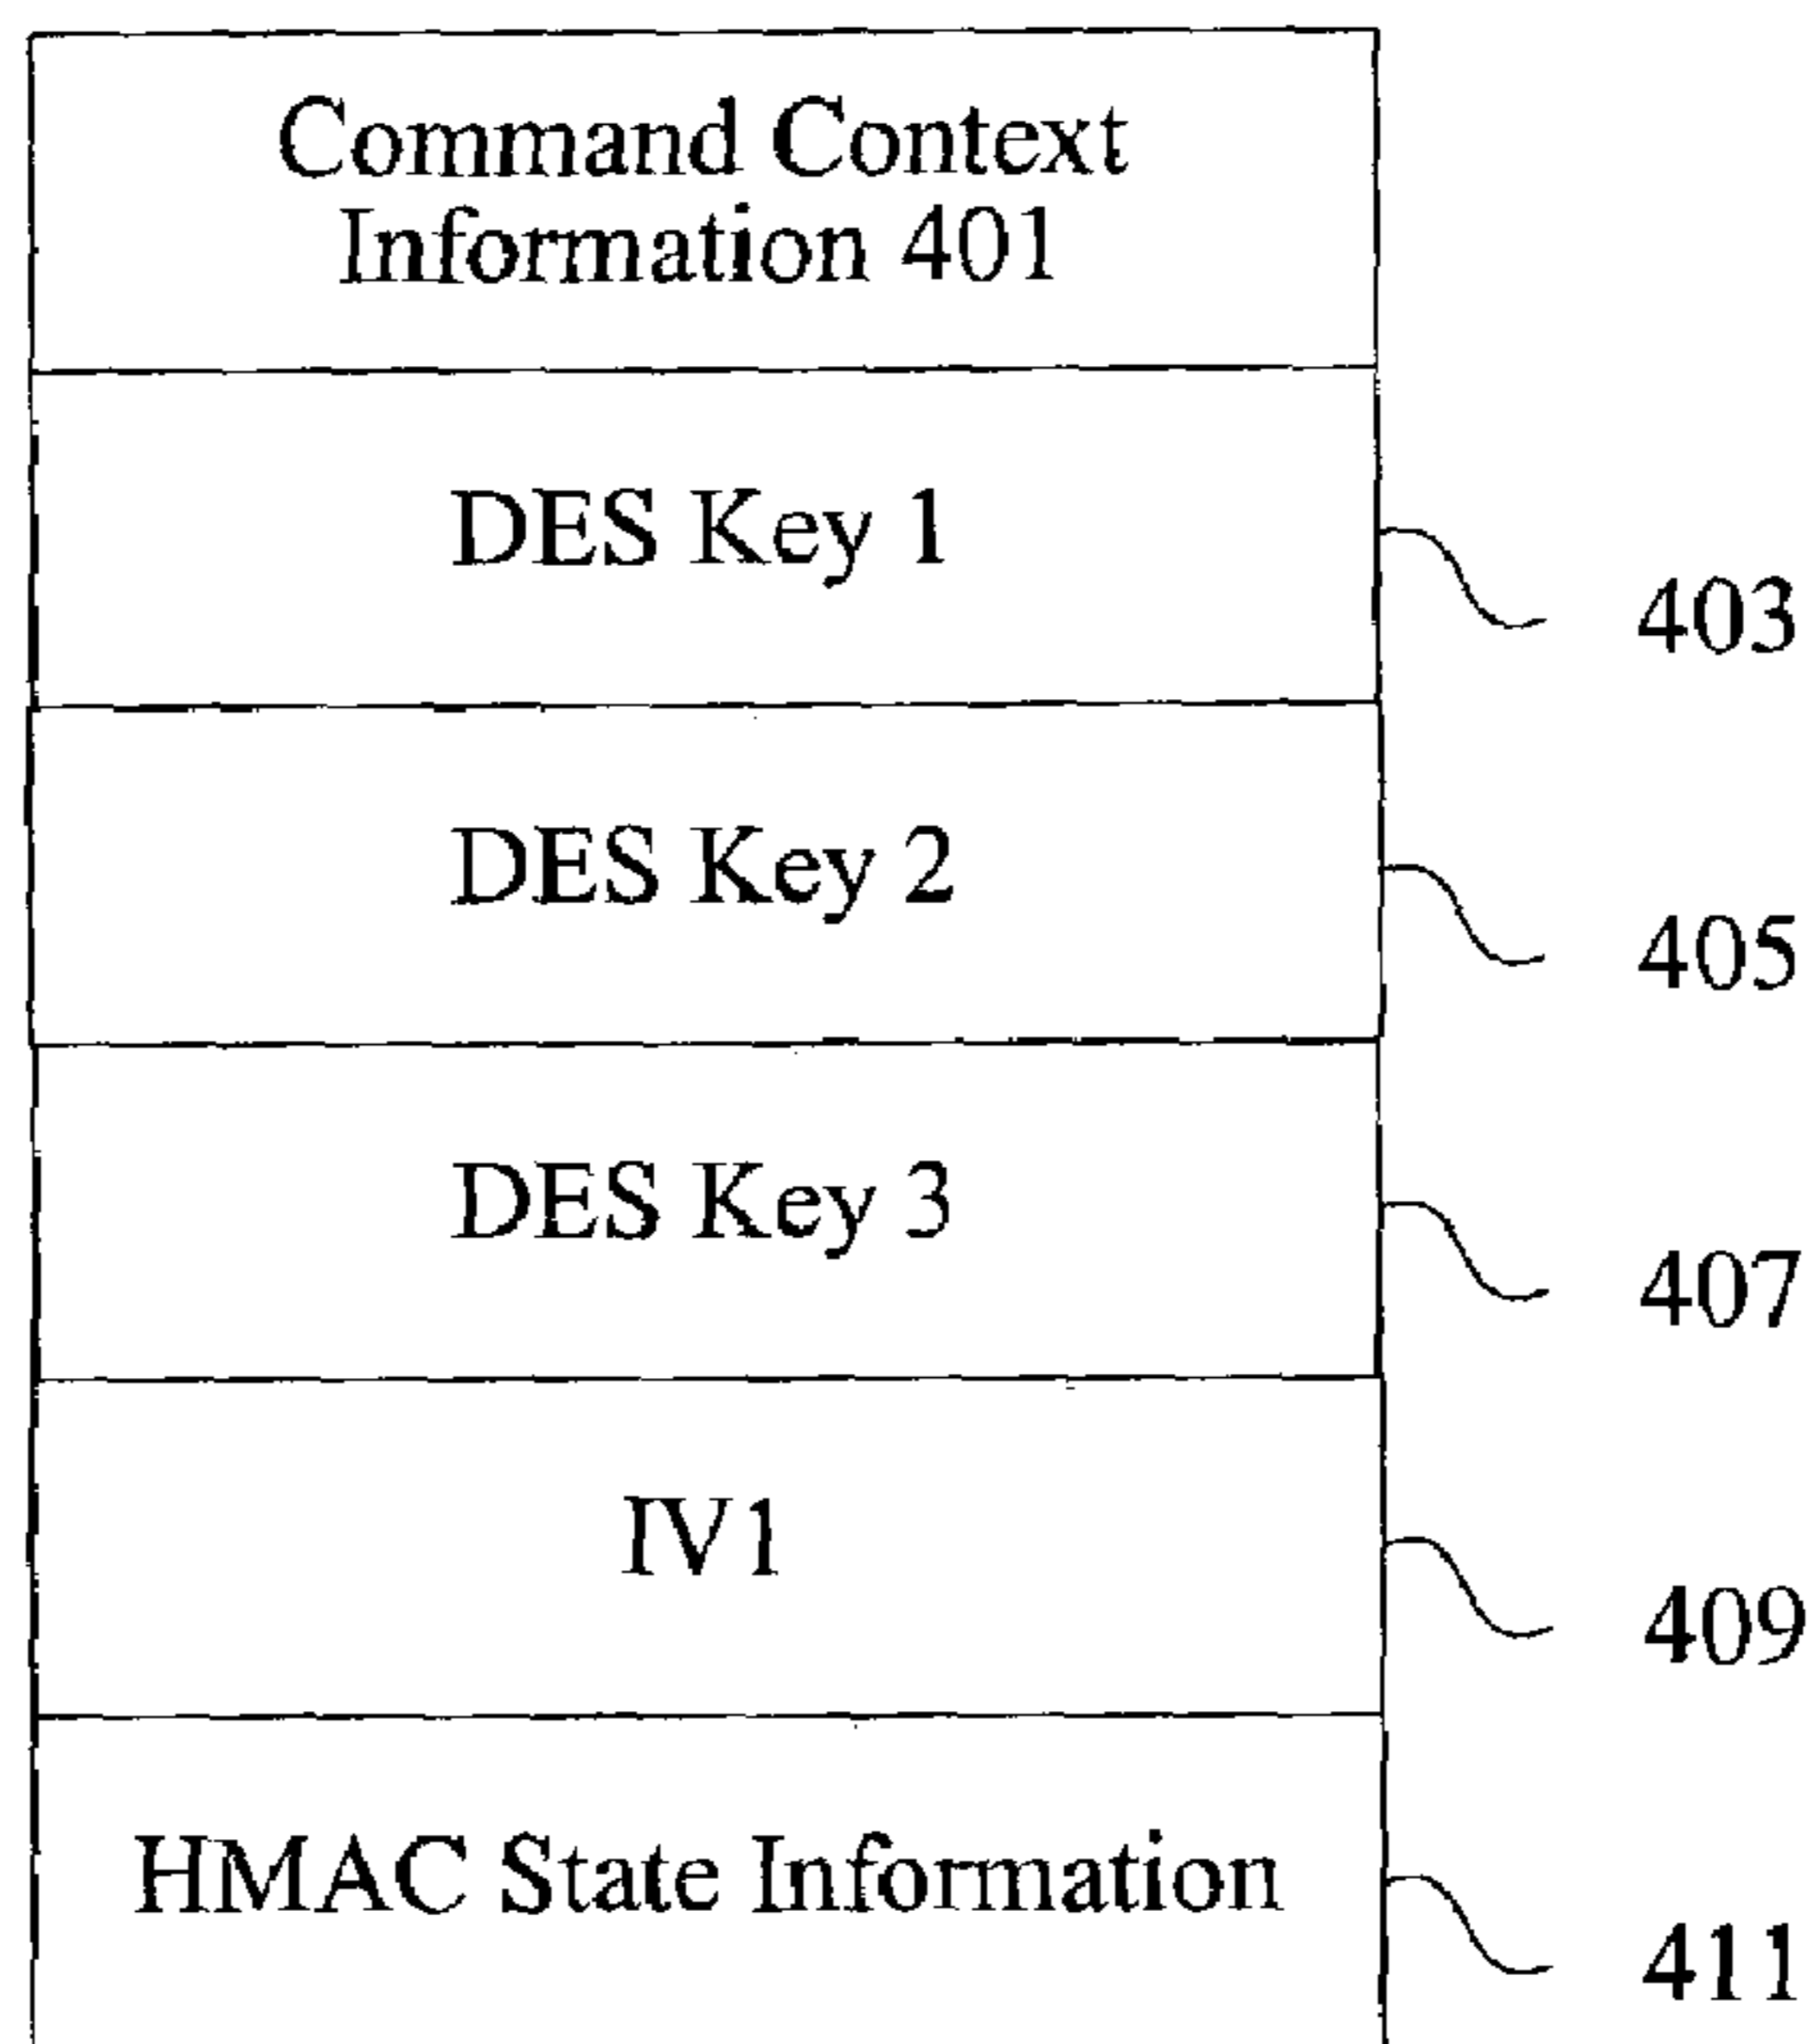 Command Context
Information 401
DES Key 1
403
DES Key 2
405
DES Key 3
407
IV1
409
HMAC State Information
411